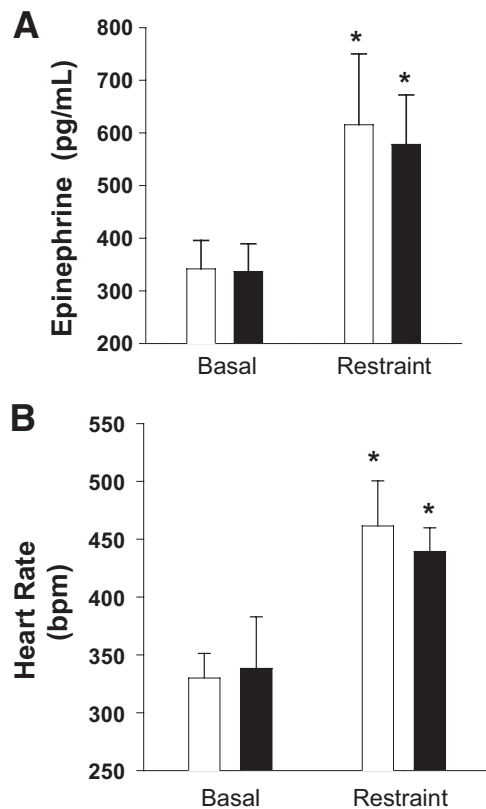 A
Epinephrine (pg/mL)
800
700
600
500
400
300
200
*
*
Basal
Restraint
B
Heart Rate
(bpm)
550
500
450
400
350
300
250
*
*
Basal
Restraint